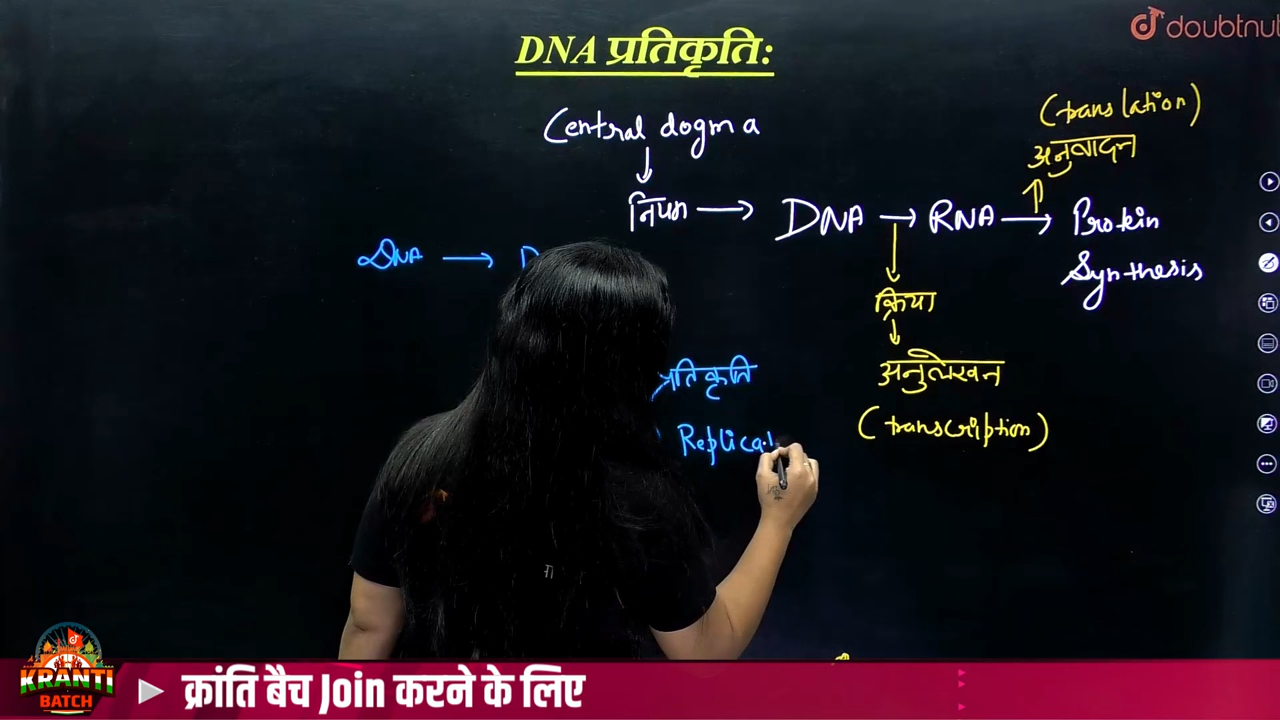 DNA प्रतिकृति:
doubtnut
Central dogma
(translation)
अनुवादन
नियम → DNA → RNA → Protein
Synthesis
DNA → D
क्रिया
प्रतिकृति
अनुलेखन
Replicat
(transcription)
KRANTI
BATCH
क्रांति बैच Join करने के लिए